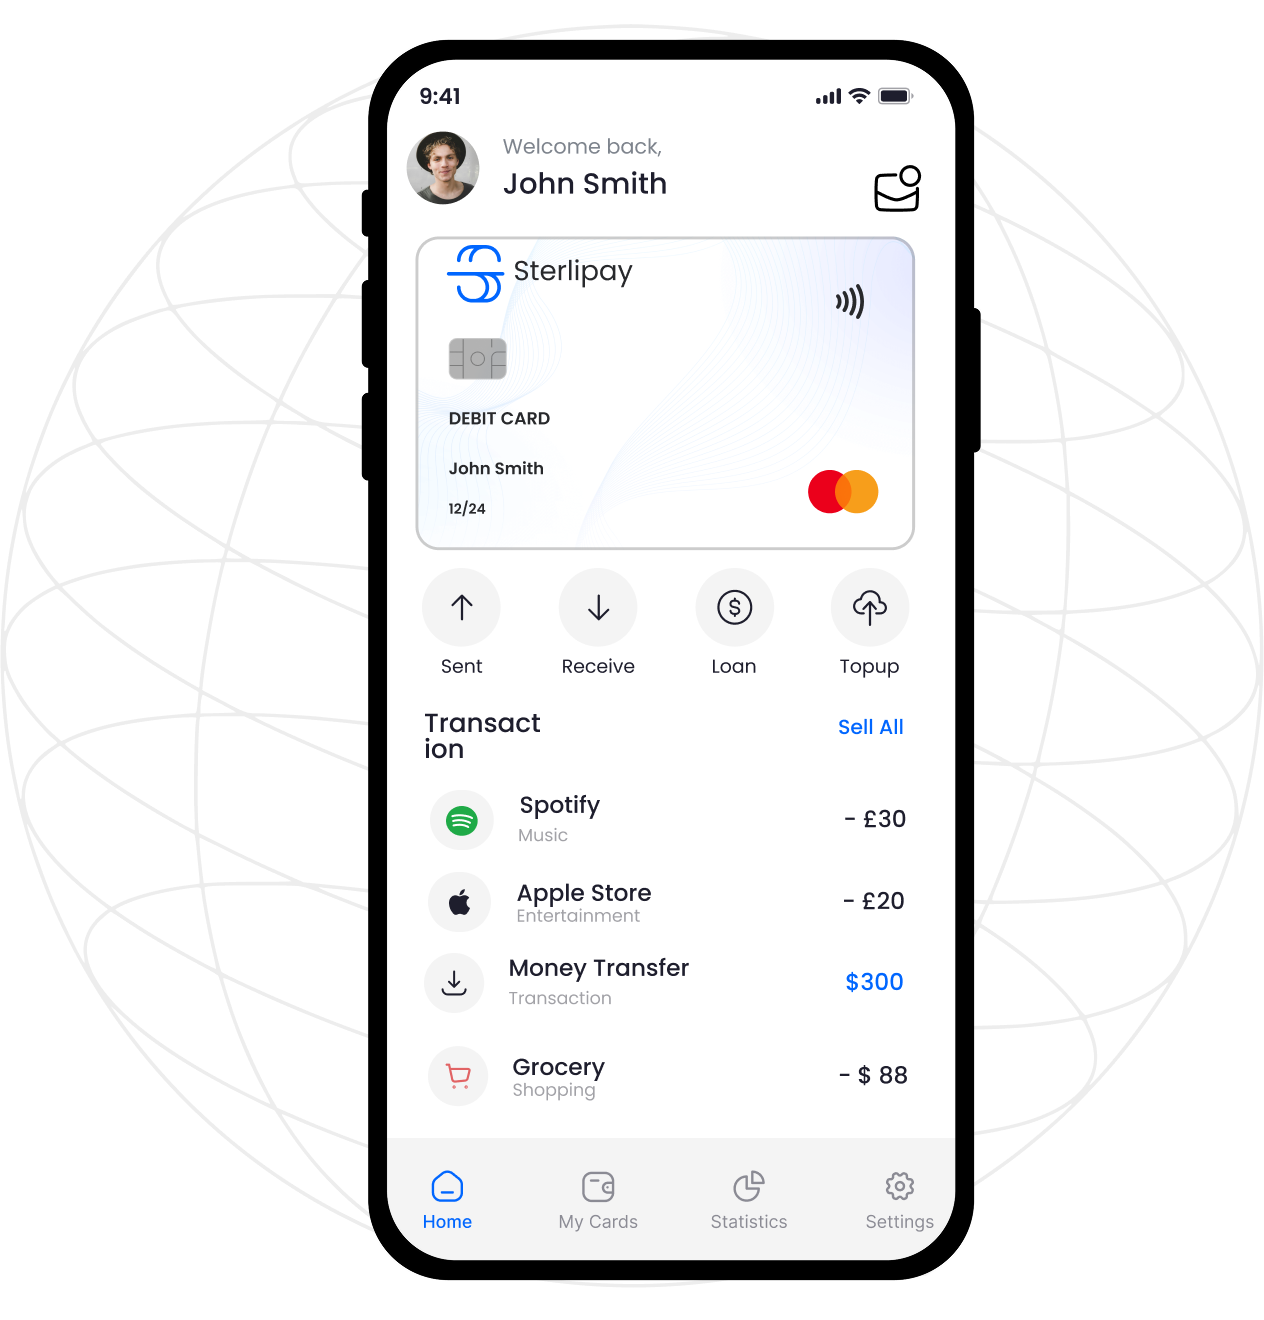 9:41
Welcome back,
John Smith
Sterlipay
DEBIT CARD
John Smith
12/24
Sent Receive Loan Topup
Transact
ion
Sell All
Spotify
Music
- £30
Apple Store
Entertainment
- £20
Money Transfer
Transaction
$300
Grocery
Shopping
- $ 88
Home My Cards Statistics Settings